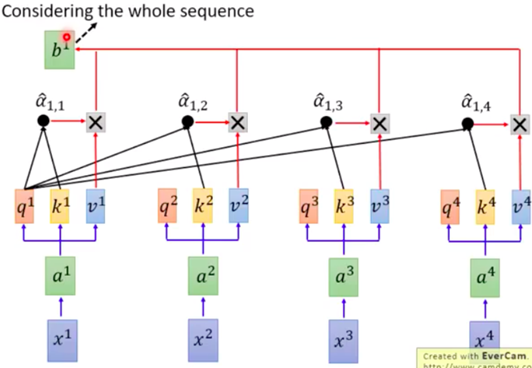 Considering the whole sequence
b¹
α̂₁,₁ α̂₁,₂ α̂₁,₃ α̂₁,₄
q¹ k¹ v¹ q² k² v² q³ k³ v³ q⁴ k⁴ v⁴
a¹ a² a³ a⁴
x¹ x² x³ x⁴
Created with EverCam.